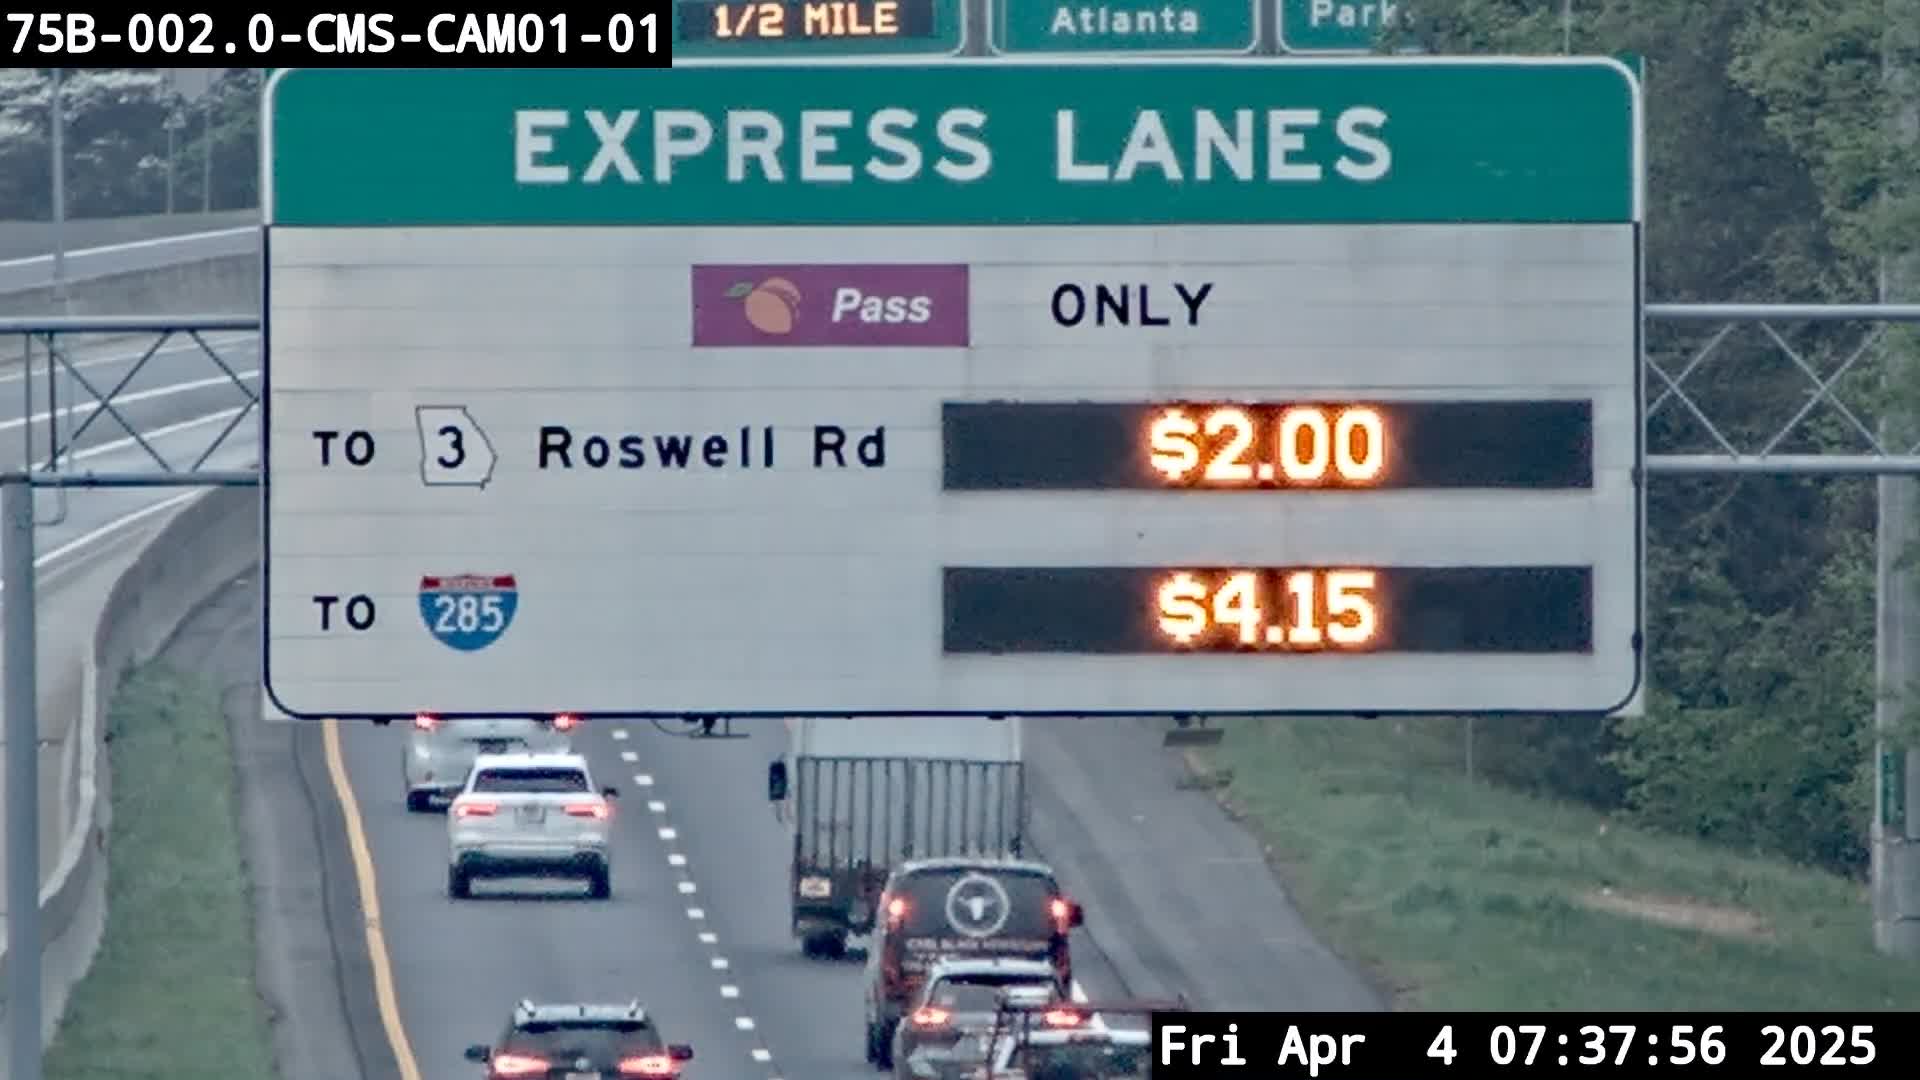 75B-002.0-CMS-CAM01-01
1/2 MILE
Atlanta
Park
EXPRESS LANES
Pass ONLY
TO 3 Roswell Rd $2.00
TO 285 $4.15
Fri Apr 4 07:37:56 2025